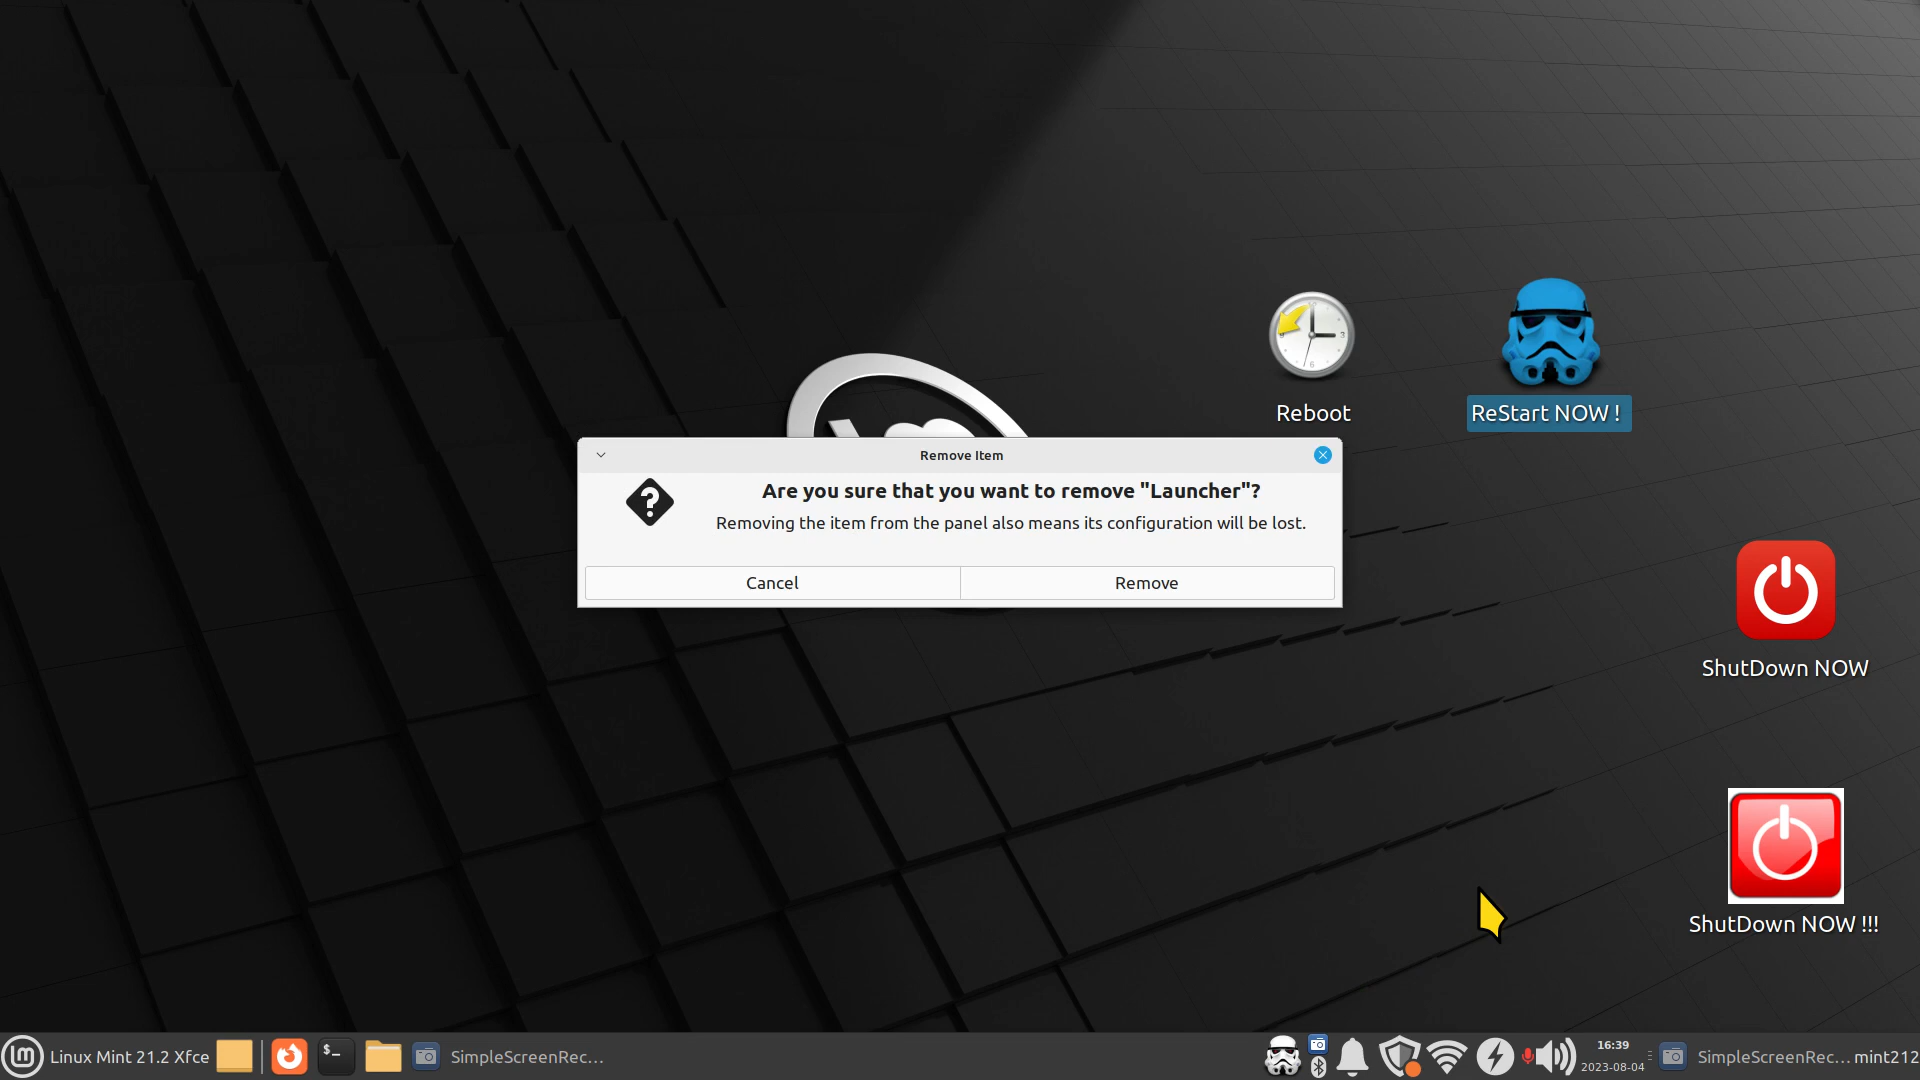 Reboot
ReStart NOW !
Remove Item
Are you sure that you want to remove "Launcher"?
Removing the item from the panel also means its configuration will be lost.
Cancel
Remove
ShutDown NOW
ShutDown NOW !!!
Linux Mint 21.2 Xfce
$_
SimpleScreenRec...
16:39
2023-08-04
SimpleScreenRec...
mint212